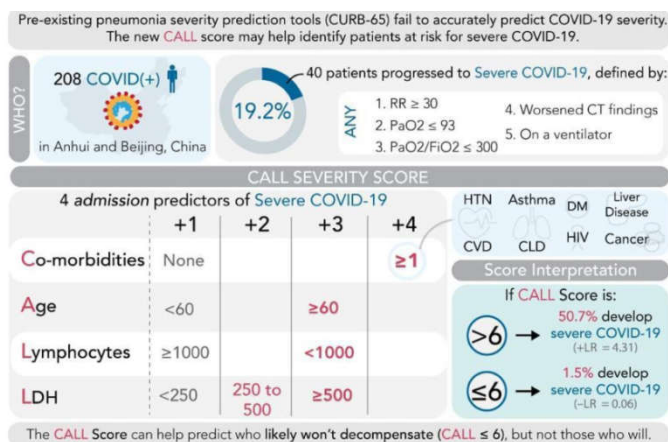 Pre-existing pneumonia severity prediction tools (CURB-65) fail to accurately predict COVID-19 severity.
The new CALL score may help identify patients at risk for severe COVID-19.
WHO?
208 COVID(+)
in Anhui and Beijing, China
19.2%
40 patients progressed to Severe COVID-19, defined by:
ANY
1. RR ≥ 30
2. PaO2 ≤ 93
3. PaO2/FiO2 ≤ 300
4. Worsened CT findings
5. On a ventilator
CALL SEVERITY SCORE
4 admission predictors of Severe COVID-19
+1 +2 +3 +4
Co-morbidities None ≥1
Age <60 ≥60
Lymphocytes ≥1000 <1000
LDH <250 250 to 500 ≥500
HTN Asthma DM Liver Disease
CVD CLD HIV Cancer
Score Interpretation
If CALL Score is:
>6
50.7% develop
severe COVID-19
(+LR = 4.31)
≤6
1.5% develop
severe COVID-19
(−LR = 0.06)
The CALL Score can help predict who likely won't decompensate (CALL ≤ 6), but not those who will.